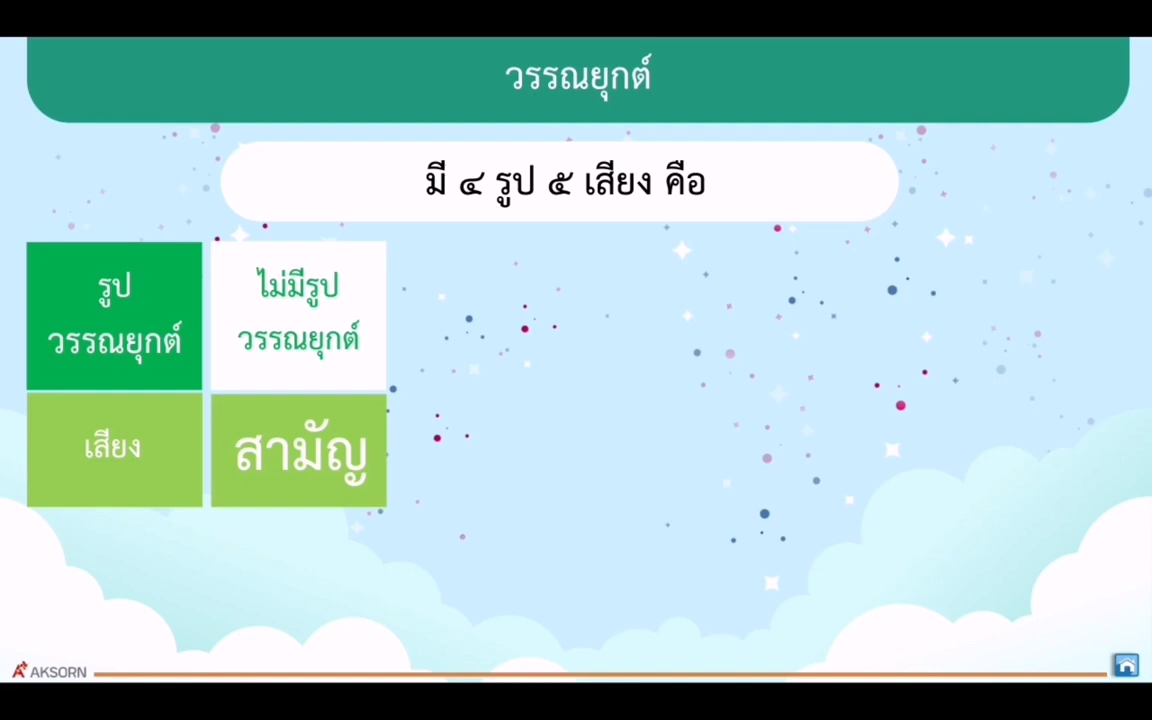 วรรณยุกต์
มี ๔ รูป ๕ เสียง คือ
รูป
วรรณยุกต์
ไม่มีรูป
วรรณยุกต์
เสียง
สามัญ
AKSORN